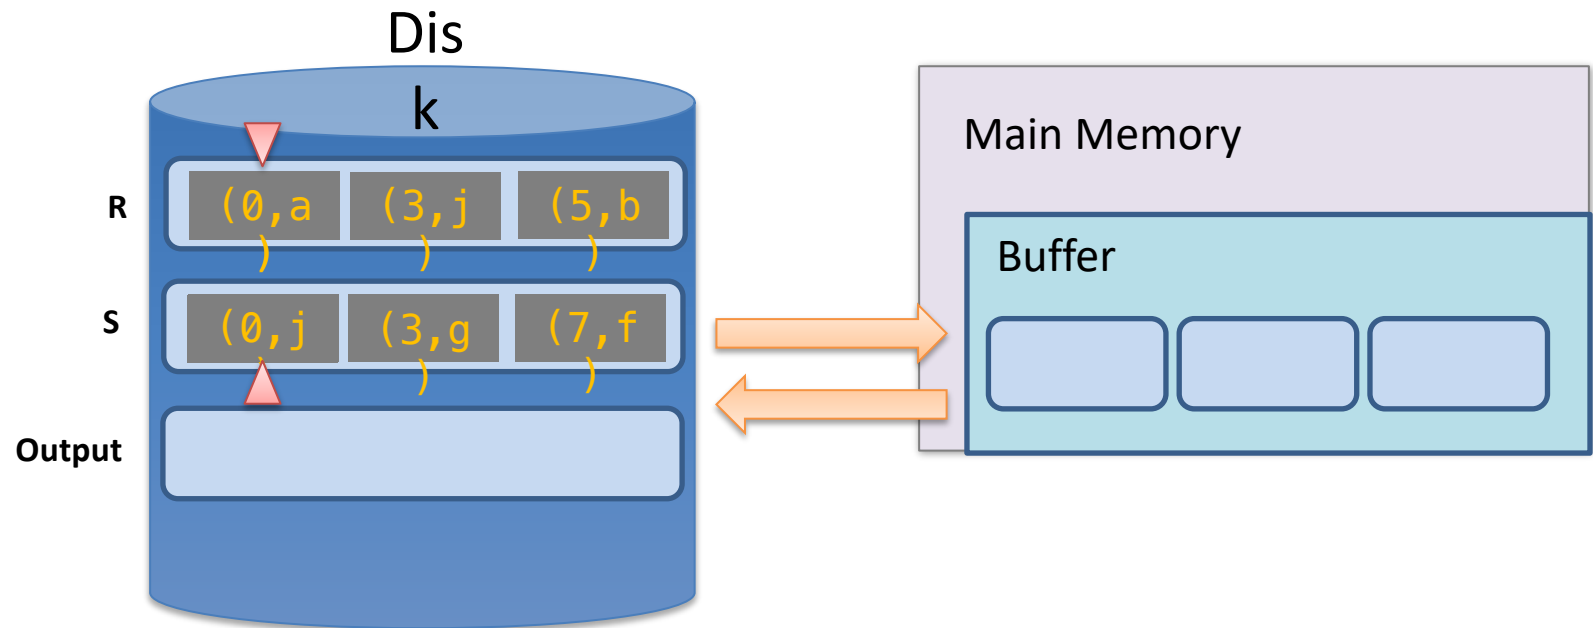 Dis
k
Main Memory
R
(0,a
)
(3,j
)
(5,b
)
Buffer
S
(0,j
)
(3,g
)
(7,f
)
Output